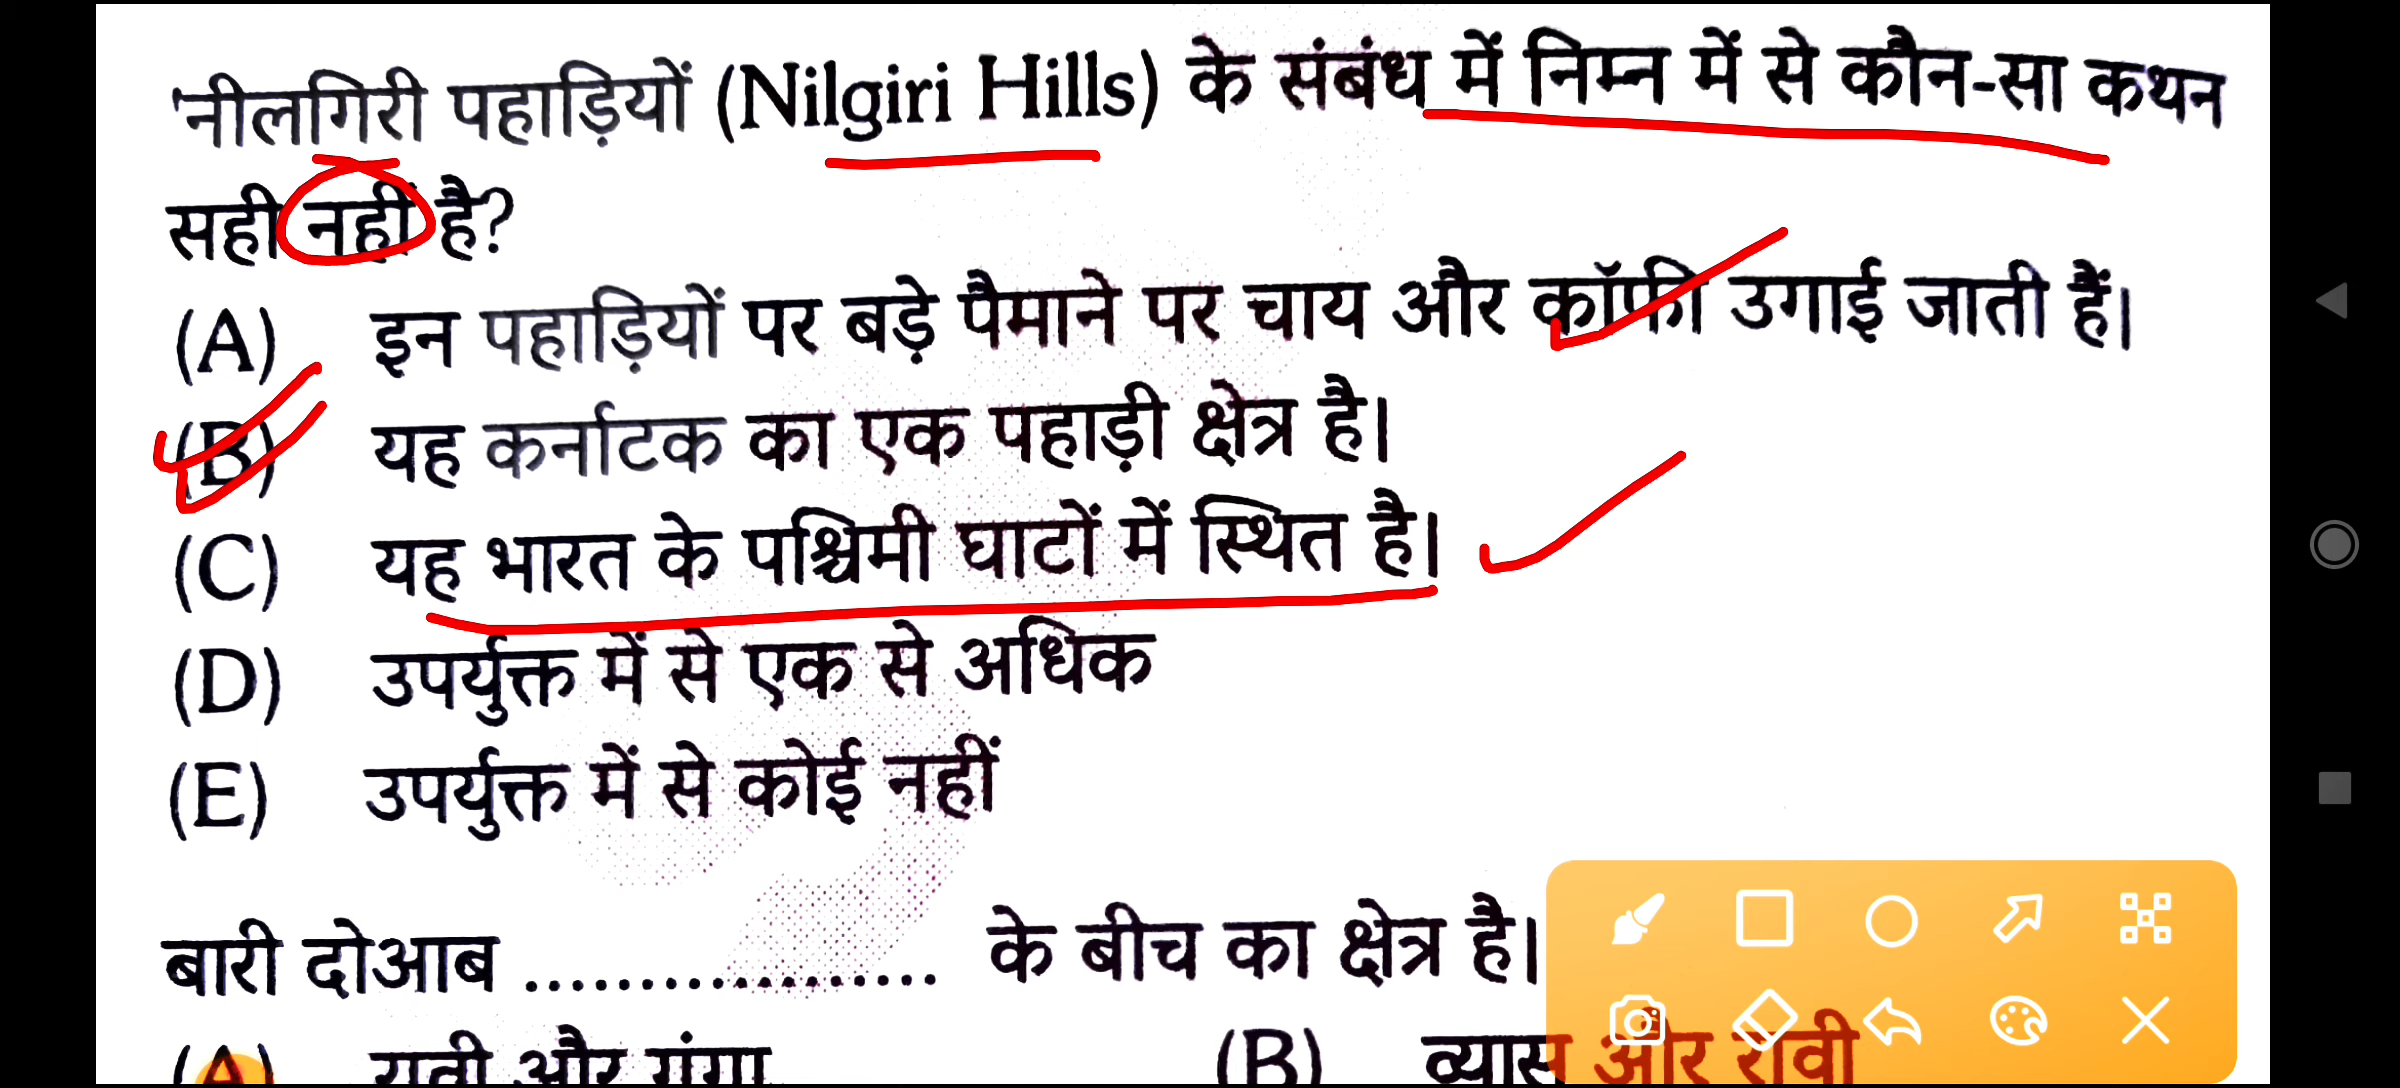 'नीलगिरी पहाड़ियों (Nilgiri Hills) के संबंध में निम्न में से कौन-सा कथन
सही नहीं है?
(A) इन पहाड़ियों पर बड़े पैमाने पर चाय और कॉफी उगाई जाती हैं।
(B) यह कर्नाटक का एक पहाड़ी क्षेत्र है।
(C) यह भारत के पश्चिमी घाटों में स्थित है।
(D) उपर्युक्त में से एक से अधिक
(E) उपर्युक्त में से कोई नहीं
बारी दोआब .................. के बीच का क्षेत्र है।
(A) रावी और गंगा (B) व्यास और रावी